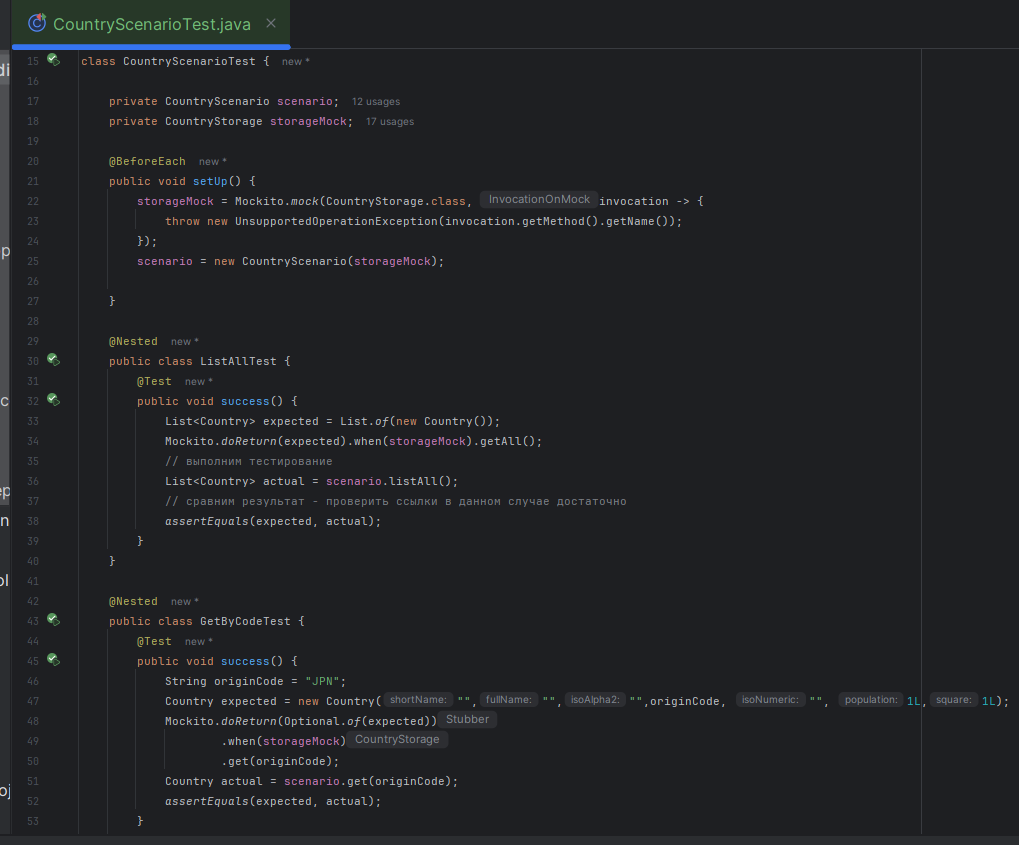 CountryScenarioTest.java ×
15 class CountryScenarioTest { new *
16
17 private CountryScenario scenario; 12 usages
18 private CountryStorage storageMock; 17 usages
19
20 @BeforeEach new *
21 public void setUp() {
22 storageMock = Mockito.mock(CountryStorage.class, InvocationOnMock invocation -> {
23 throw new UnsupportedOperationException(invocation.getMethod().getName());
24 });
25 scenario = new CountryScenario(storageMock);
26
27 }
28
29 @Nested new *
30 public class ListAllTest {
31 @Test new *
32 public void success() {
33 List<Country> expected = List.of(new Country());
34 Mockito.doReturn(expected).when(storageMock).getAll();
35 // выполним тестирование
36 List<Country> actual = scenario.listAll();
37 // сравним результат - проверить ссылки в данном случае достаточно
38 assertEquals(expected, actual);
39 }
40 }
41
42 @Nested new *
43 public class GetByCodeTest {
44 @Test new *
45 public void success() {
46 String originCode = "JPN";
47 Country expected = new Country( shortName: "", fullName: "", isoAlpha2: "",originCode, isoNumeric: "", population: 1L, square: 1L);
48 Mockito.doReturn(Optional.of(expected)) Stubber
49 .when(storageMock) CountryStorage
50 .get(originCode);
51 Country actual = scenario.get(originCode);
52 assertEquals(expected, actual);
53 }